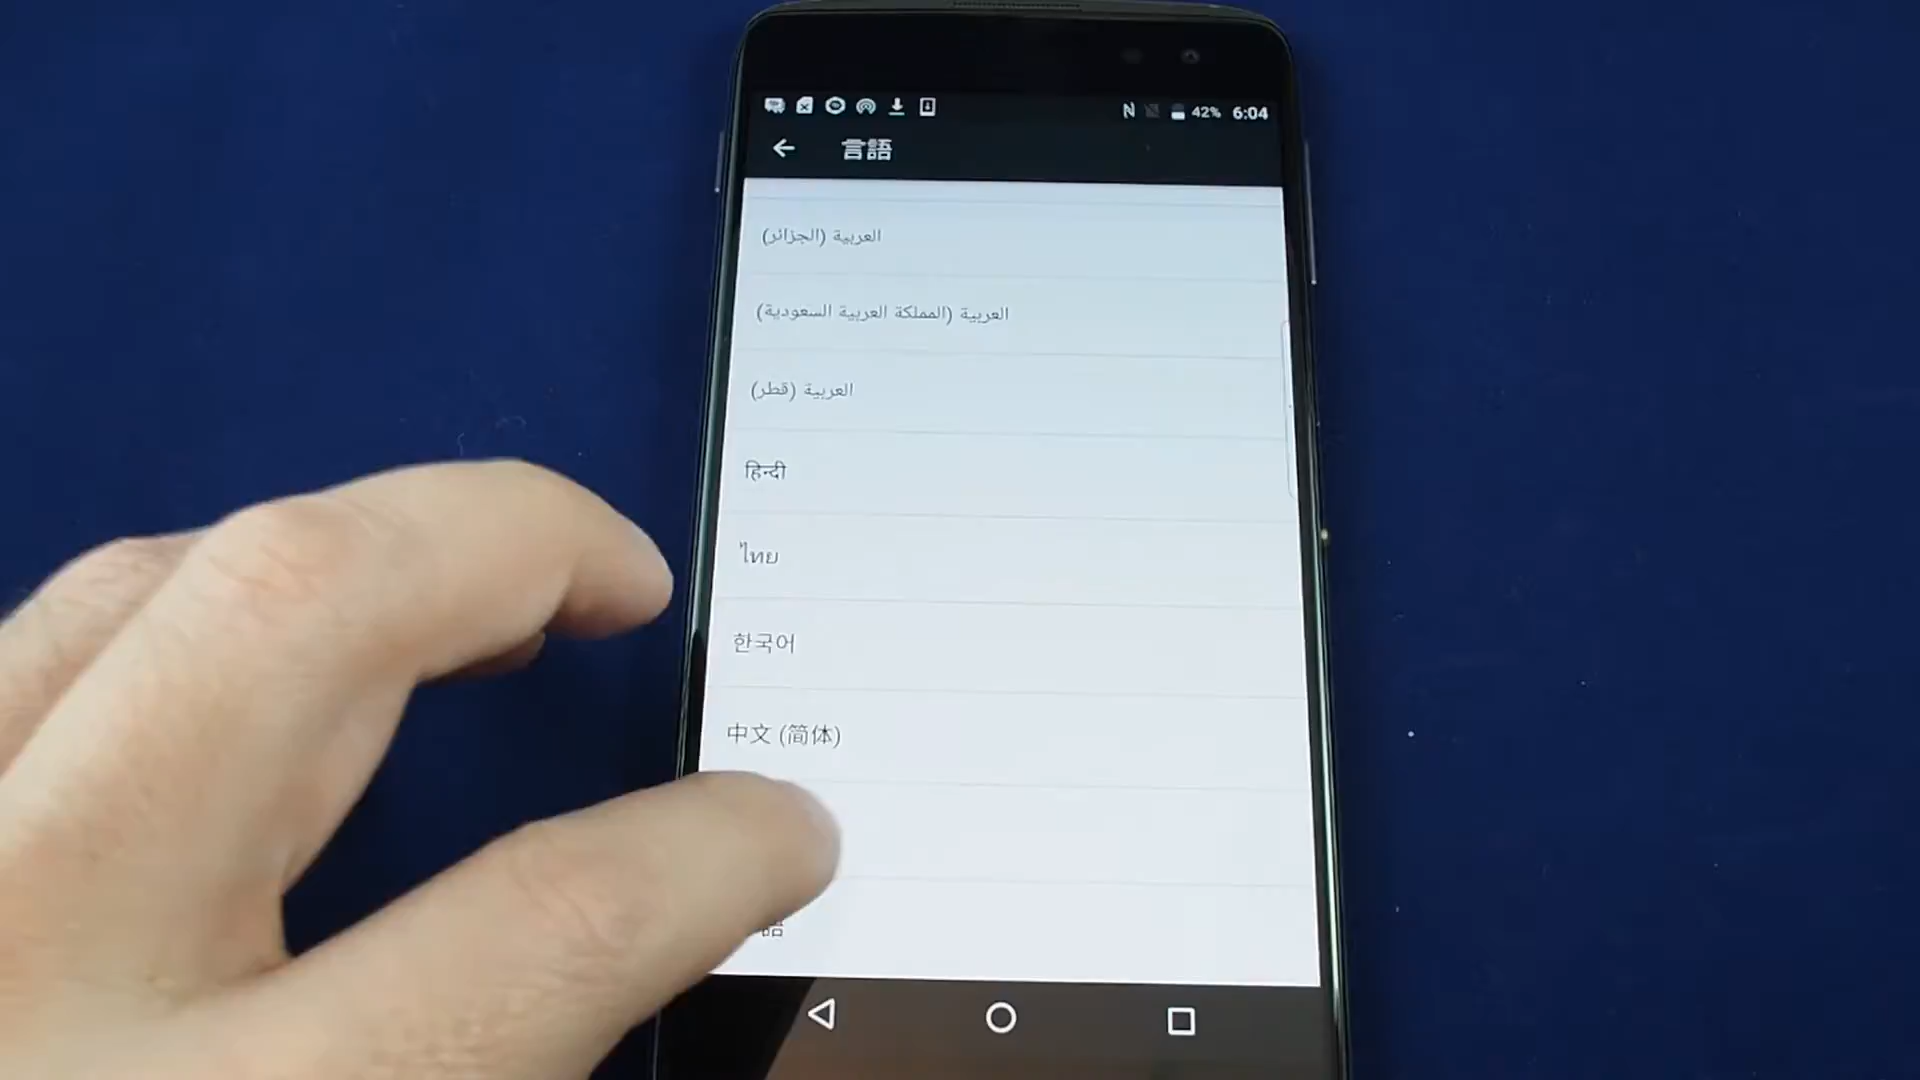 42% 6:04
言語
العربية (الجزائر)
العربية (المملكة العربية السعودية)
العربية (قطر)
हिन्दी
ไทย
한국어
中文 (简体)
語